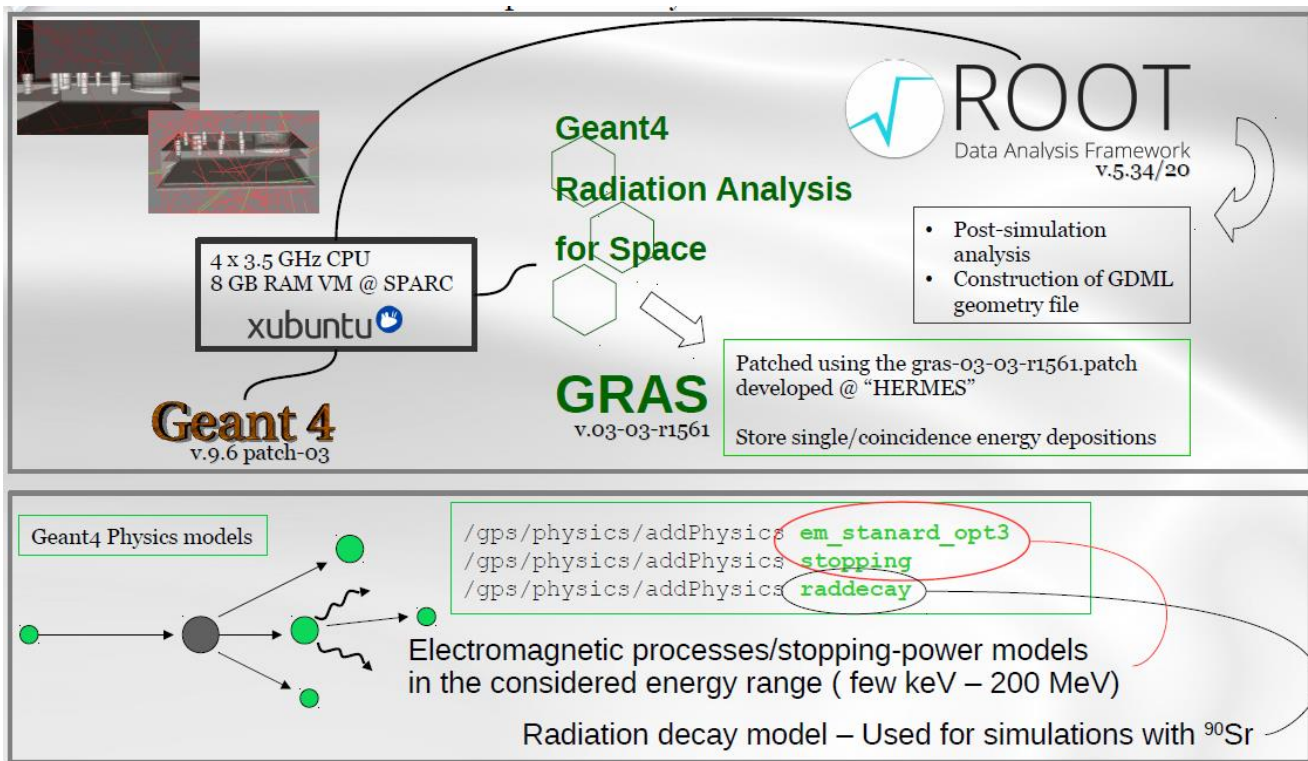 ROOT
Data Analysis Framework
v.5.34/20
Geant4
Radiation Analysis
for Space
• Post-simulation
analysis
• Construction of GDML
geometry file
4 x 3.5 GHz CPU
8 GB RAM VM @ SPARC
xubuntu
GRAS
v.03-03-r1561
Patched using the gras-03-03-r1561.patch
developed @ “HERMES”
Store single/coincidence energy depositions
Geant 4
v.9.6 patch-03
Geant4 Physics models
/gps/physics/addPhysics em_stanard_opt3
/gps/physics/addPhysics stopping
/gps/physics/addPhysics raddecay
Electromagnetic processes/stopping-power models
in the considered energy range ( few keV – 200 MeV)
Radiation decay model – Used for simulations with ⁹⁰Sr